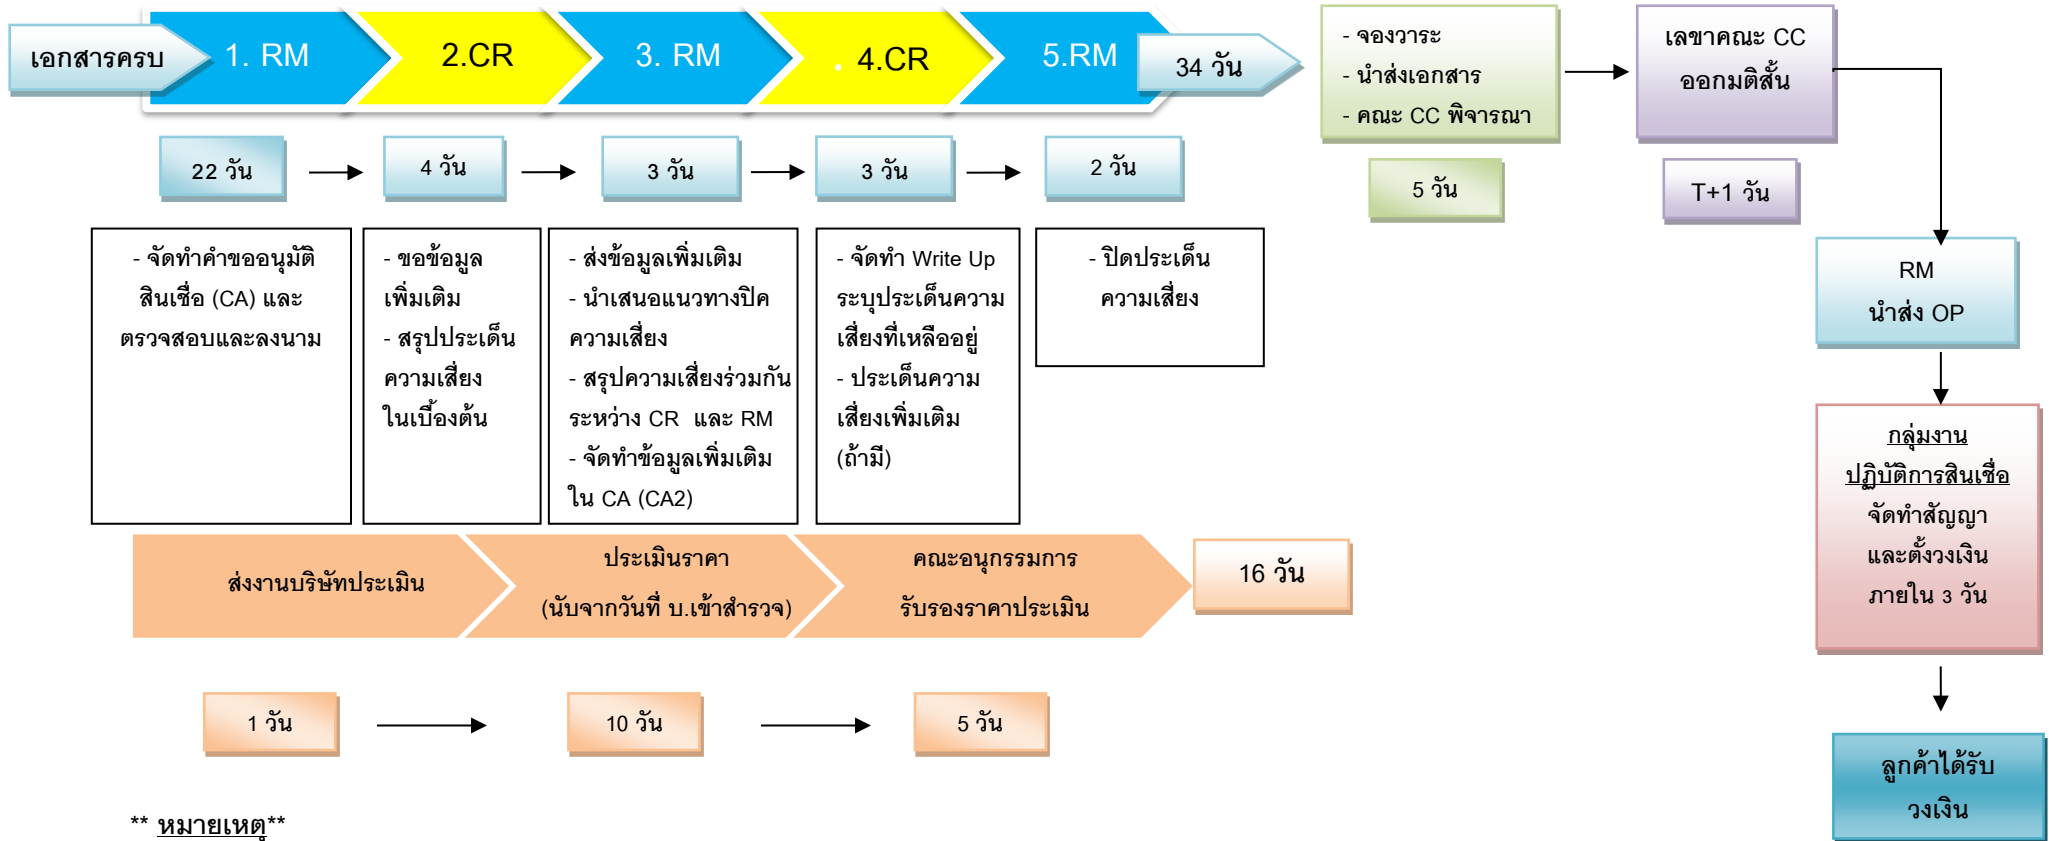 เอกสารครบ
1. RM
2.CR
3. RM
. 4.CR
5.RM
34 วัน
22 วัน
4 วัน
3 วัน
3 วัน
2 วัน
- จัดทำคำขออนุมัติ
สินเชื่อ (CA) และ
ตรวจสอบและลงนาม
- ขอข้อมูล
เพิ่มเติม
- สรุปประเด็น
ความเสี่ยง
ในเบื้องต้น
- ส่งข้อมูลเพิ่มเติม
- นำเสนอแนวทางปิด
ความเสี่ยง
- สรุปความเสี่ยงร่วมกัน
ระหว่าง CR และ RM
- จัดทำข้อมูลเพิ่มเติม
ใน CA (CA2)
- จัดทำ Write Up
ระบุประเด็นความ
เสี่ยงที่เหลืออยู่
- ประเด็นความ
เสี่ยงเพิ่มเติม
(ถ้ามี)
- ปิดประเด็น
ความเสี่ยง
- จองวาระ
- นำส่งเอกสาร
- คณะ CC พิจารณา
5 วัน
เลขาคณะ CC
ออกมติสั้น
T+1 วัน
RM
นำส่ง OP
กลุ่มงาน
ปฏิบัติการสินเชื่อ
จัดทำสัญญา
และตั้งวงเงิน
ภายใน 3 วัน
ลูกค้าได้รับ
วงเงิน
ส่งงานบริษัทประเมิน
ประเมินราคา
(นับจากวันที่ บ.เข้าสำรวจ)
คณะอนุกรรมการ
รับรองราคาประเมิน
16 วัน
1 วัน
10 วัน
5 วัน
** หมายเหตุ**